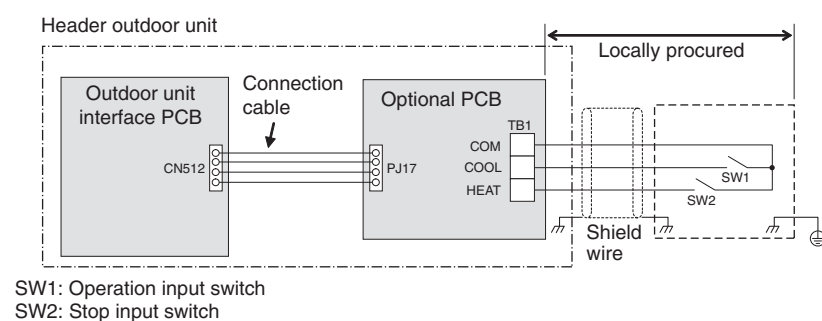 Header outdoor unit
Locally procured
Outdoor unit
interface PCB
Connection
cable
Optional PCB
TB1
COM
CN512
PJ17
COOL
SW1
HEAT
SW2
Shield
wire
SW1: Operation input switch
SW2: Stop input switch